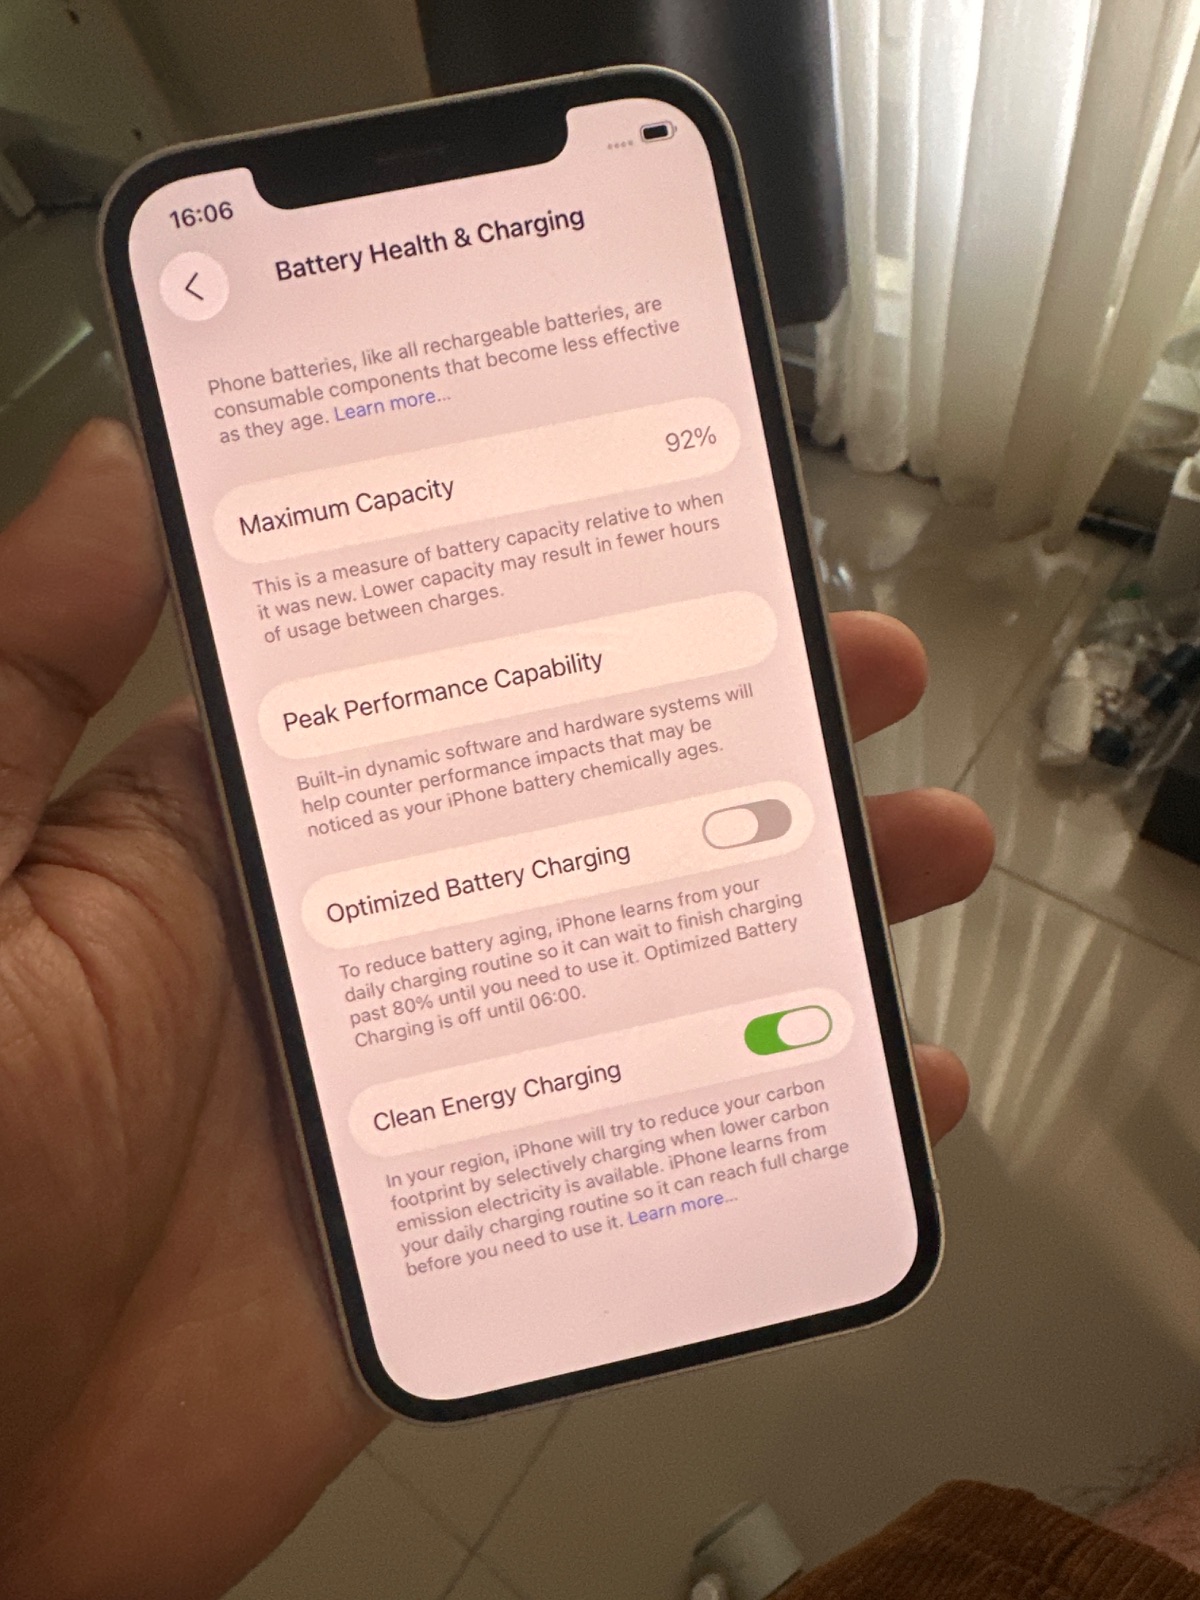 16:06
Battery Health & Charging
Phone batteries, like all rechargeable batteries, are
consumable components that become less effective
as they age. Learn more...
Maximum Capacity 92%
This is a measure of battery capacity relative to when
it was new. Lower capacity may result in fewer hours
of usage between charges.
Peak Performance Capability
Built-in dynamic software and hardware systems will
help counter performance impacts that may be
noticed as your iPhone battery chemically ages.
Optimized Battery Charging
To reduce battery aging, iPhone learns from your
daily charging routine so it can wait to finish charging
past 80% until you need to use it. Optimized Battery
Charging is off until 06:00.
Clean Energy Charging
In your region, iPhone will try to reduce your carbon
footprint by selectively charging when lower carbon
emission electricity is available. iPhone learns from
your daily charging routine so it can reach full charge
before you need to use it. Learn more...